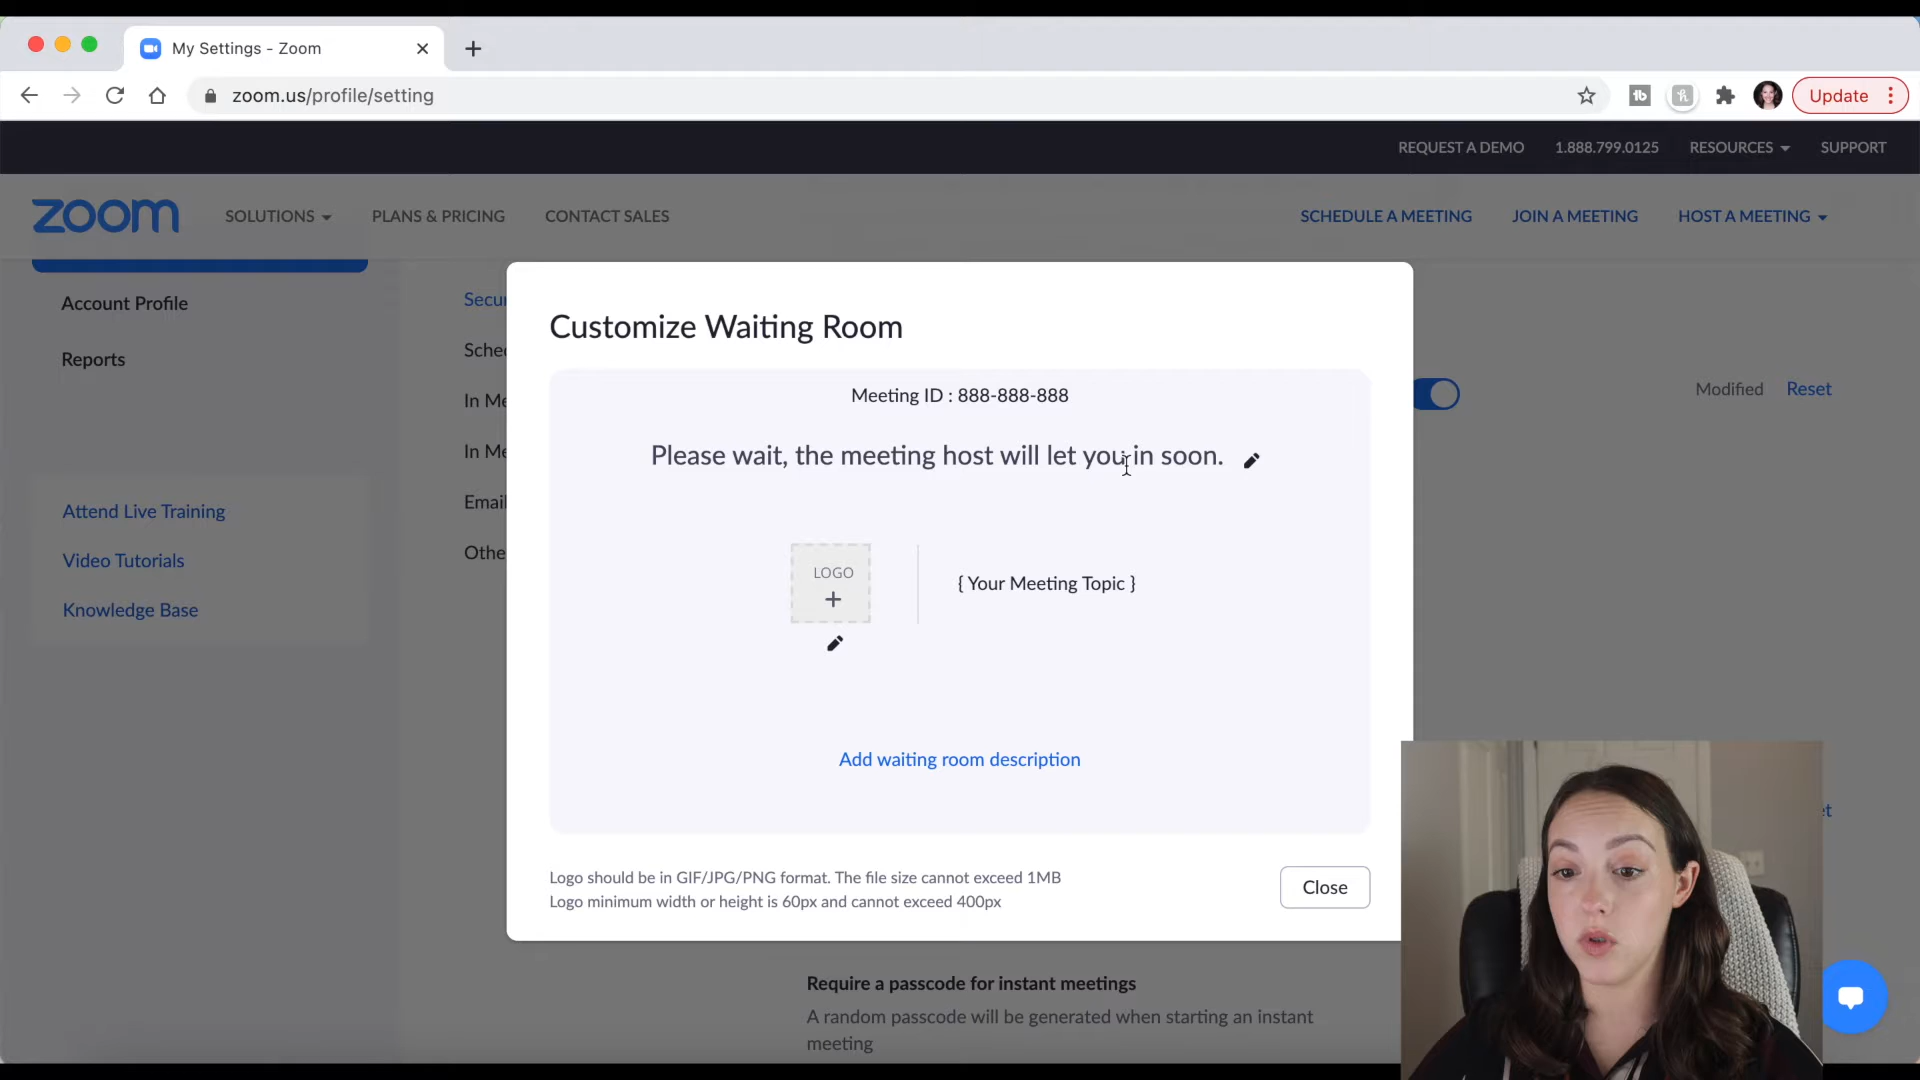 My Settings - Zoom
zoom.us/profile/setting
Update
REQUEST A DEMO 1.888.799.0125 RESOURCES SUPPORT
zoom SOLUTIONS PLANS & PRICING CONTACT SALES SCHEDULE A MEETING JOIN A MEETING HOST A MEETING
Account Profile
Reports
Attend Live Training
Video Tutorials
Knowledge Base
Secu
Sche
In Me
In Me
Email
Othe
Modified Reset
Customize Waiting Room
Meeting ID : 888-888-888
Please wait, the meeting host will let you in soon.
LOGO
+
{ Your Meeting Topic }
Add waiting room description
Logo should be in GIF/JPG/PNG format. The file size cannot exceed 1MB
Logo minimum width or height is 60px and cannot exceed 400px
Close
et
Require a passcode for instant meetings
A random passcode will be generated when starting an instant
meeting